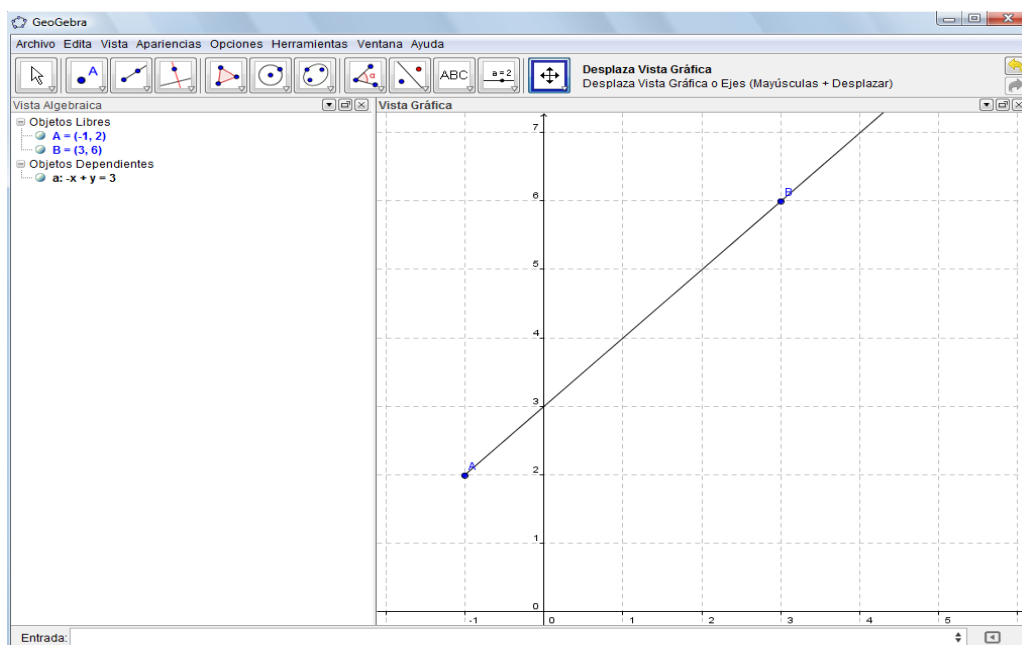 GeoGebra
Archivo Edita Vista Apariencias Opciones Herramientas Ventana Ayuda
A
α
ABC
a = 2
Desplaza Vista Gráfica
Desplaza Vista Gráfica o Ejes (Mayúsculas + Desplazar)
Vista Algebraica
Objetos Libres
A = (-1, 2)
B = (3, 6)
Objetos Dependientes
a: -x + y = 3
Vista Gráfica
7
6
5
4
3
2
1
0
B
A
-1 0 1 2 3 4 5
Entrada: